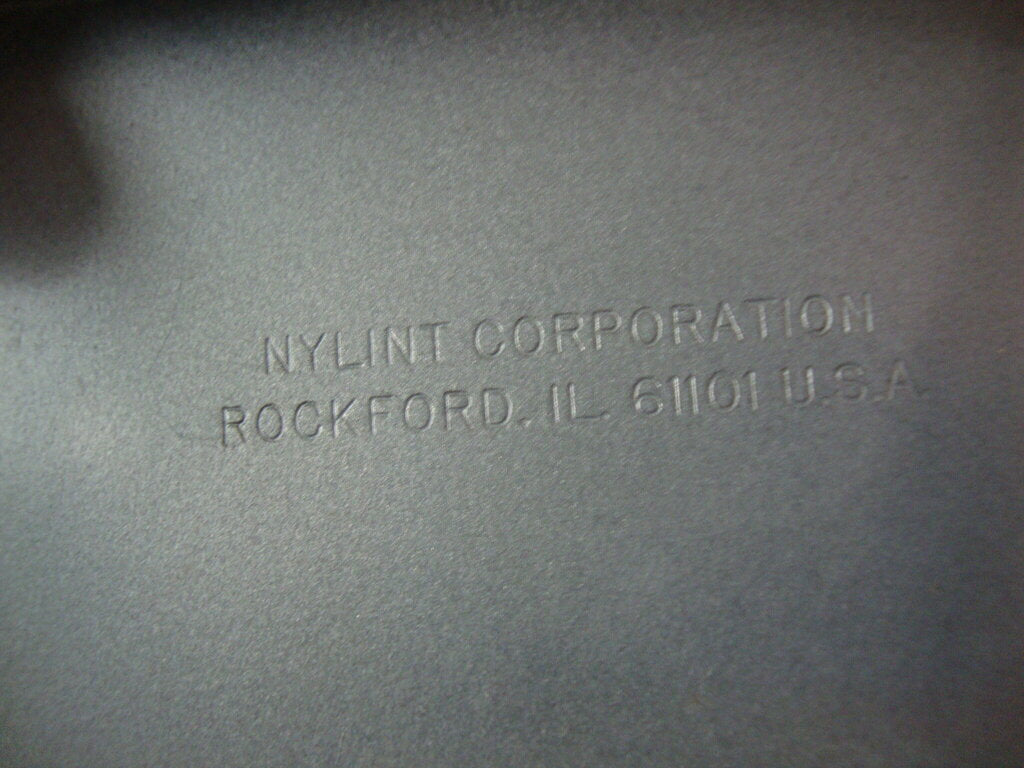 NYLINT CORPORATION
ROCKFORD. IL. 61101 U.S.A.